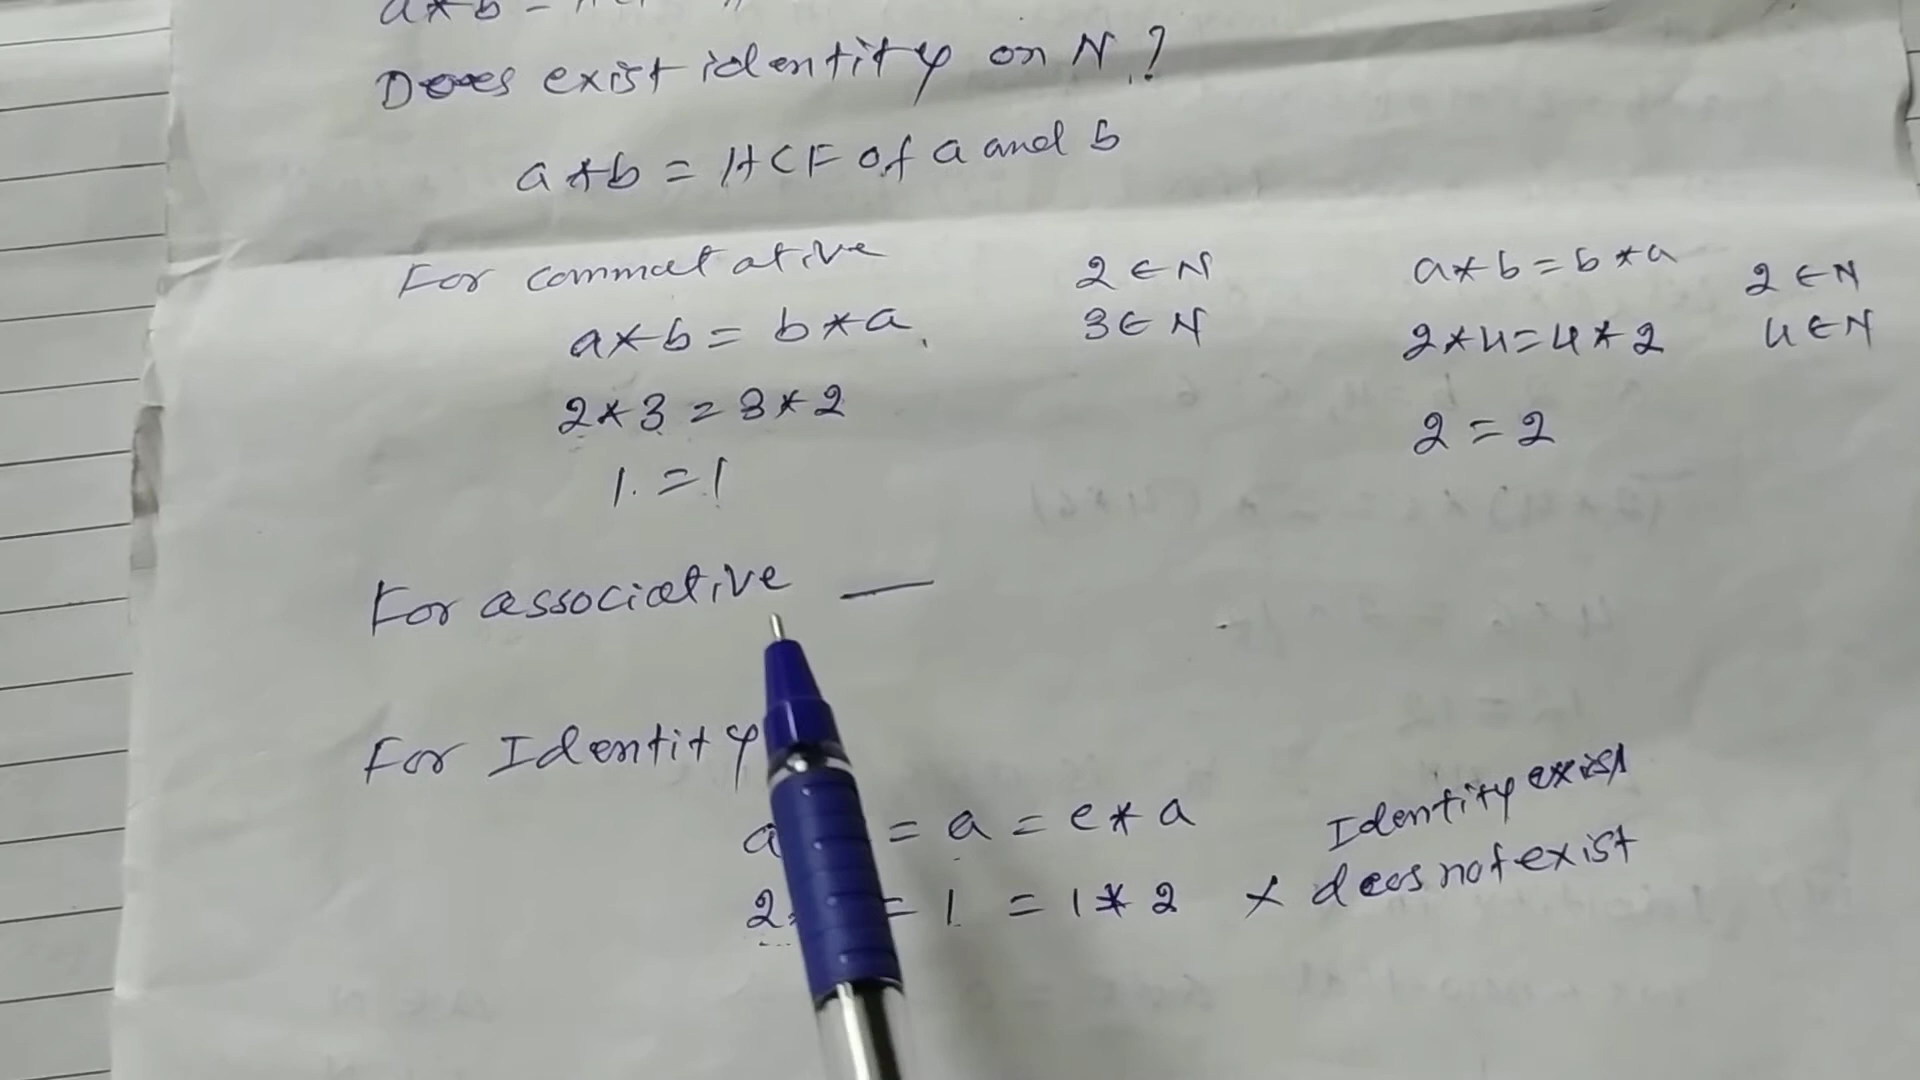 a*b =
Does exist identity on N ?
a*b = HCF of a and b
For commutative
a*b = b*a
2*3 = 3*2
1 = 1
2 ∈ N
3 ∈ N
a*b = b*a
2*4 = 4*2
2 = 2
2 ∈ N
4 ∈ N
For associative —
For Identity
a = a = e*a
2 = 1 = 1*2 ×
Identity exist
does not exist